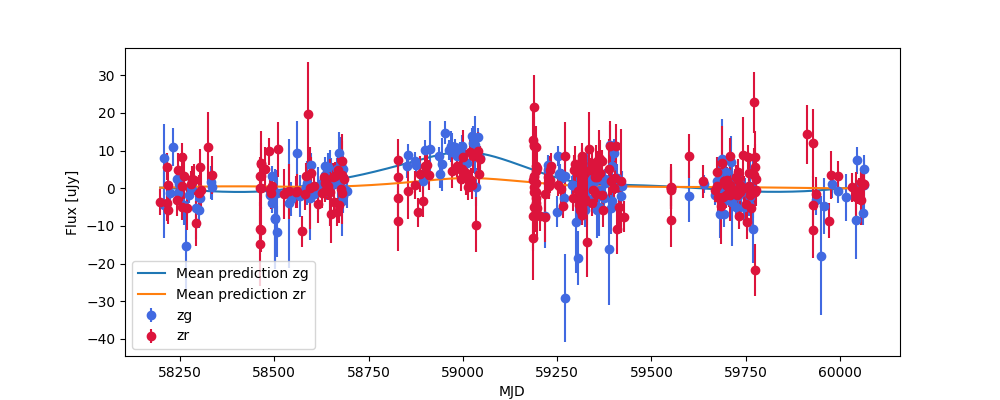 30
20
10
0
−10
−20
−30
−40
Flux [uJy]
Mean prediction zg
Mean prediction zr
zg
zr
58250 58500 58750 59000 59250 59500 59750 60000
MJD